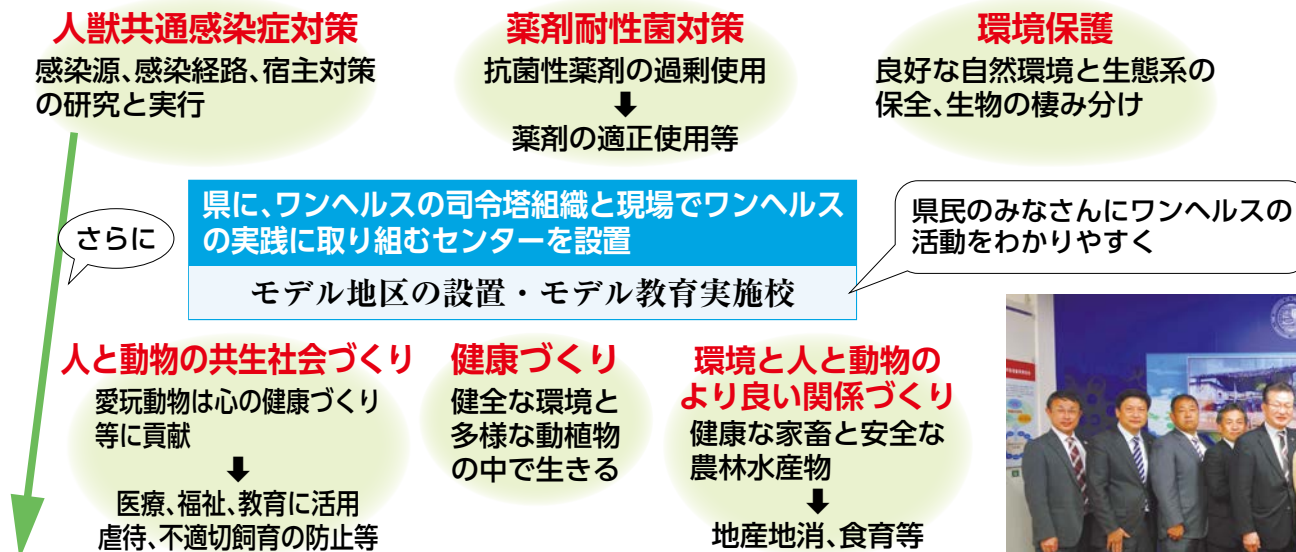 人獣共通感染症対策
感染源、感染経路、宿主対策
の研究と実行
薬剤耐性菌対策
抗菌性薬剤の過剰使用
薬剤の適正使用等
環境保護
良好な自然環境と生態系の
保全、生物の棲み分け
さらに
県に、ワンヘルスの司令塔組織と現場でワンヘルス
の実践に取り組むセンターを設置
モデル地区の設置・モデル教育実施校
県民のみなさんにワンヘルスの
活動をわかりやすく
人と動物の共生社会づくり
愛玩動物は心の健康づくり
等に貢献
医療、福祉、教育に活用
虐待、不適切飼育の防止等
健康づくり
健全な環境と
多様な動植物
の中で生きる
環境と人と動物の
より良い関係づくり
健康な家畜と安全な
農林水産物
地産地消、食育等